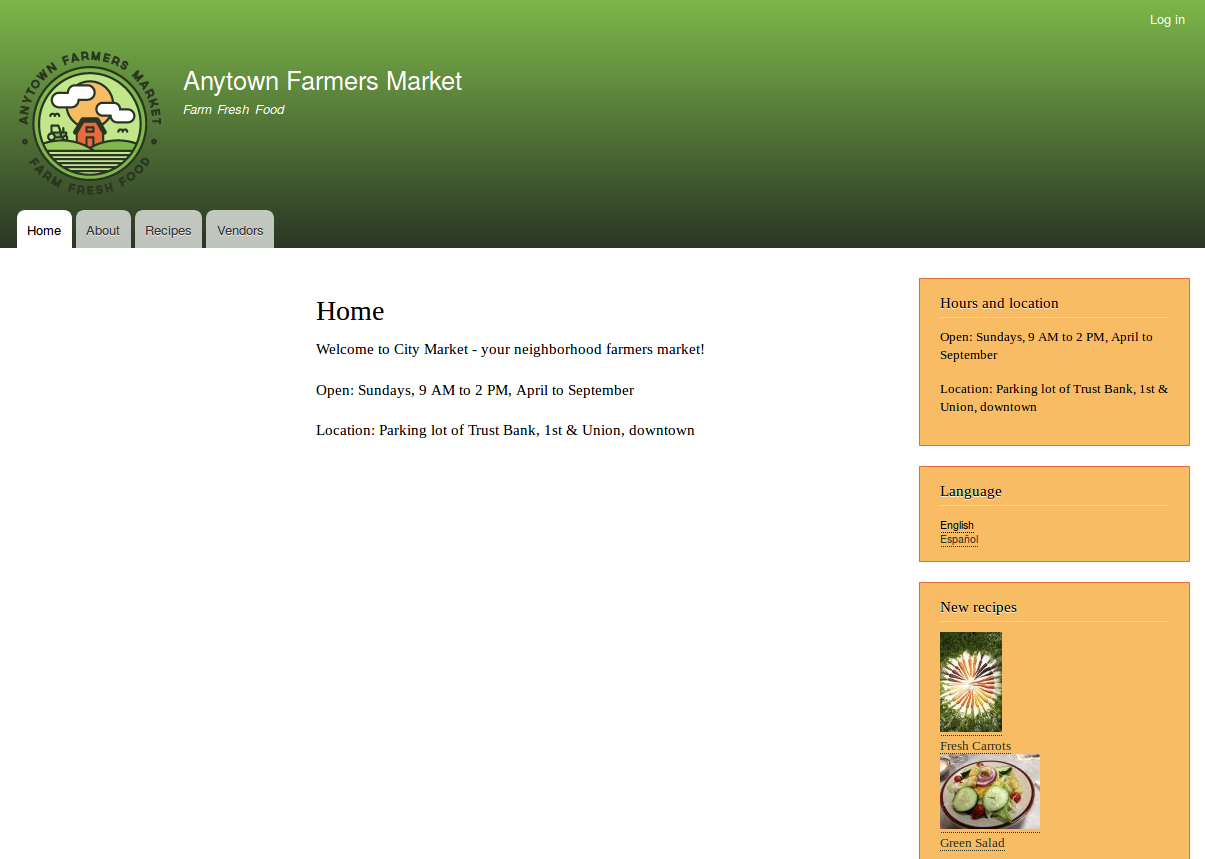 Log in
ANYTOWN FARMERS MARKET
FARM FRESH FOOD
Anytown Farmers Market
Farm Fresh Food
Home
About
Recipes
Vendors
Home
Welcome to City Market - your neighborhood farmers market!
Open: Sundays, 9 AM to 2 PM, April to September
Location: Parking lot of Trust Bank, 1st & Union, downtown
Hours and location
Open: Sundays, 9 AM to 2 PM, April to
September
Location: Parking lot of Trust Bank, 1st &
Union, downtown
Language
English
Español
New recipes
Fresh Carrots
Green Salad